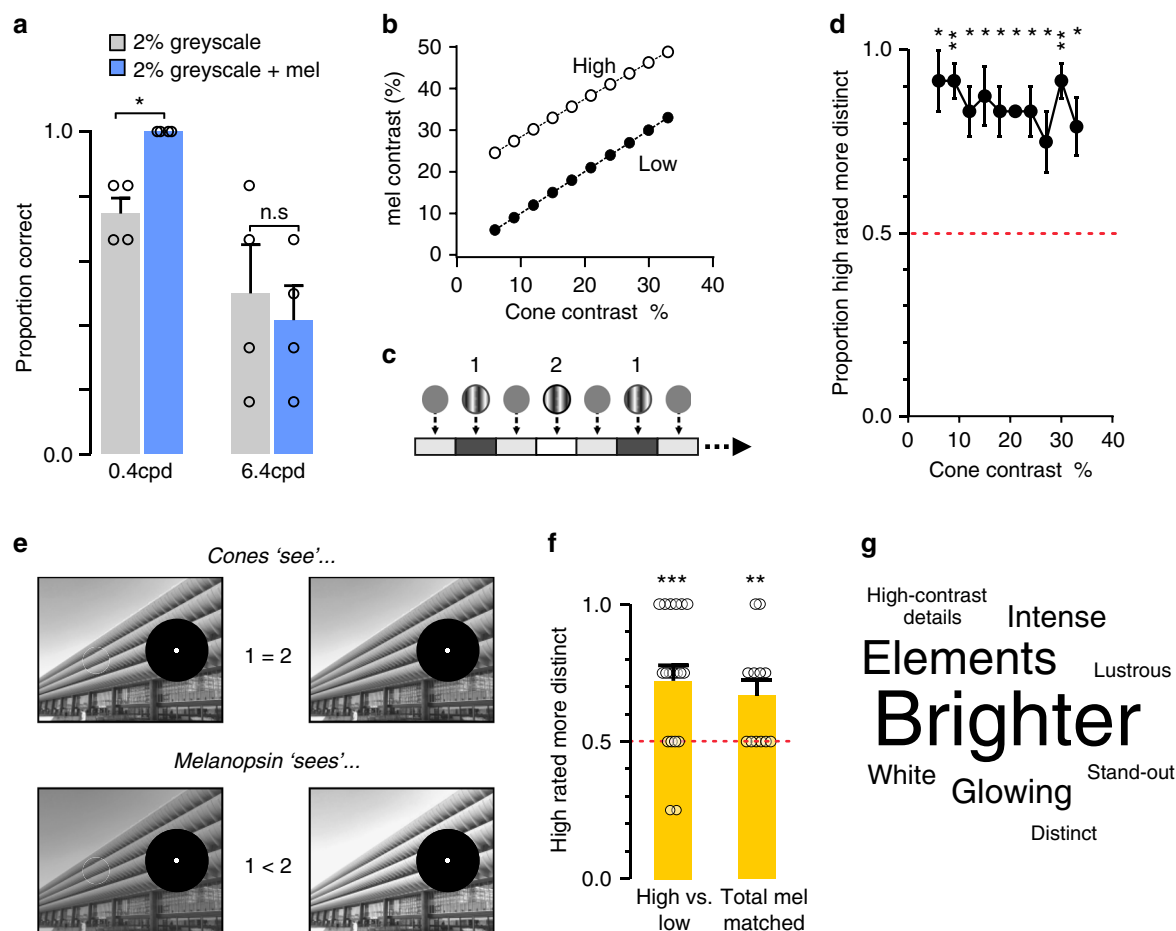 a
2% greyscale
2% greyscale + mel
*
n.s
1.0
0.0
Proportion correct
0.4cpd
6.4cpd
b
50
40
30
20
10
0
mel contrast (%)
High
Low
0
10
20
30
40
Cone contrast %
c
1
2
1
d
* ** * * * * * * ** *
1.0
0.5
0.0
Proportion high rated more distinct
0
10
20
30
40
Cone contrast %
e
Cones ‘see’...
1 = 2
Melanopsin ‘sees’...
1 < 2
f
*** **
1.0
0.5
0.0
High rated more distinct
High vs.
low
Total mel
matched
g
High-contrast
details
Intense
Elements
Lustrous
Brighter
White
Stand-out
Glowing
Distinct